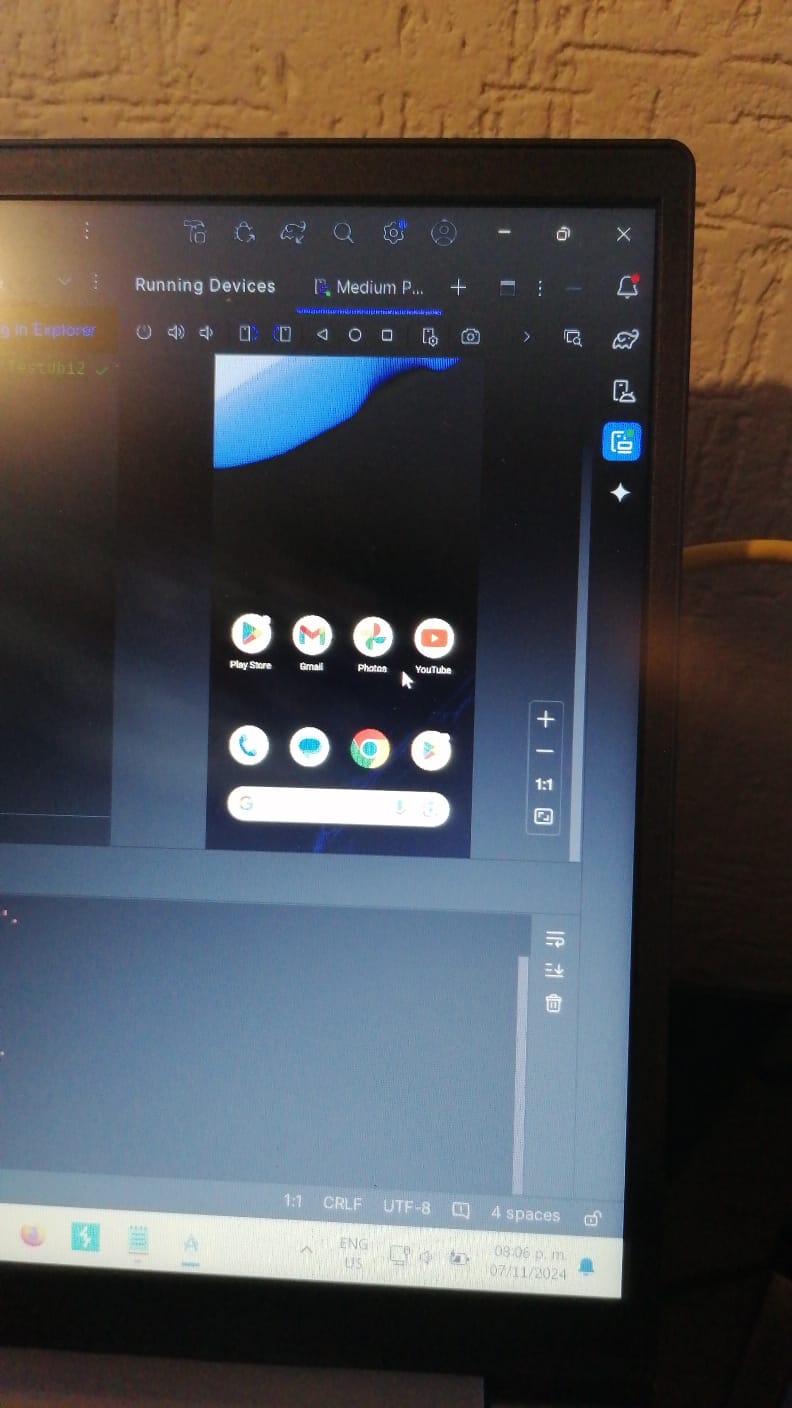 Running Devices
Medium P...
g in Explorer
TestUb12
Play Store
Gmail
Photos
YouTube
G
1:1
1:1
CRLF
UTF-8
4 spaces
ENG
US
08:06 p. m.
07/11/2024